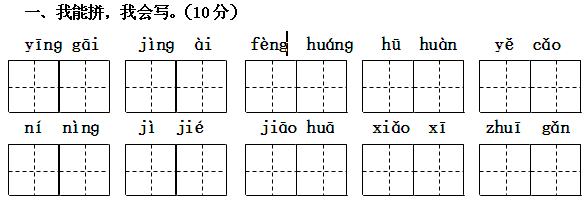 一、我能拼，我会写。（10分）
yīng gāi jìng ài fèng huáng hū huàn yě cǎo
ní nìng jì jié jiāo huā xiǎo xī zhuī gǎn